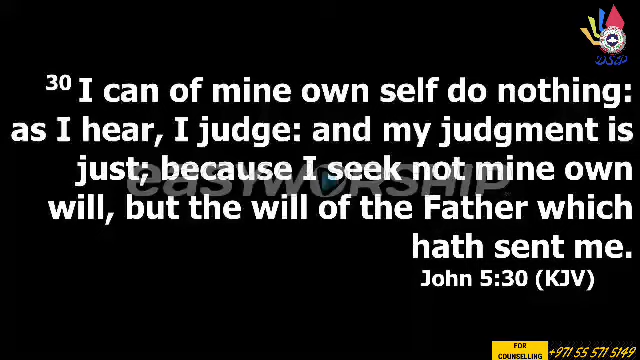 DSEP
30 I can of mine own self do nothing:
as I hear, I judge: and my judgment is
just; because I seek not mine own
will, but the will of the Father which
hath sent me.
John 5:30 (KJV)
EASYWORSHIP
FOR
COUNSELLING
+971 55 571 5149